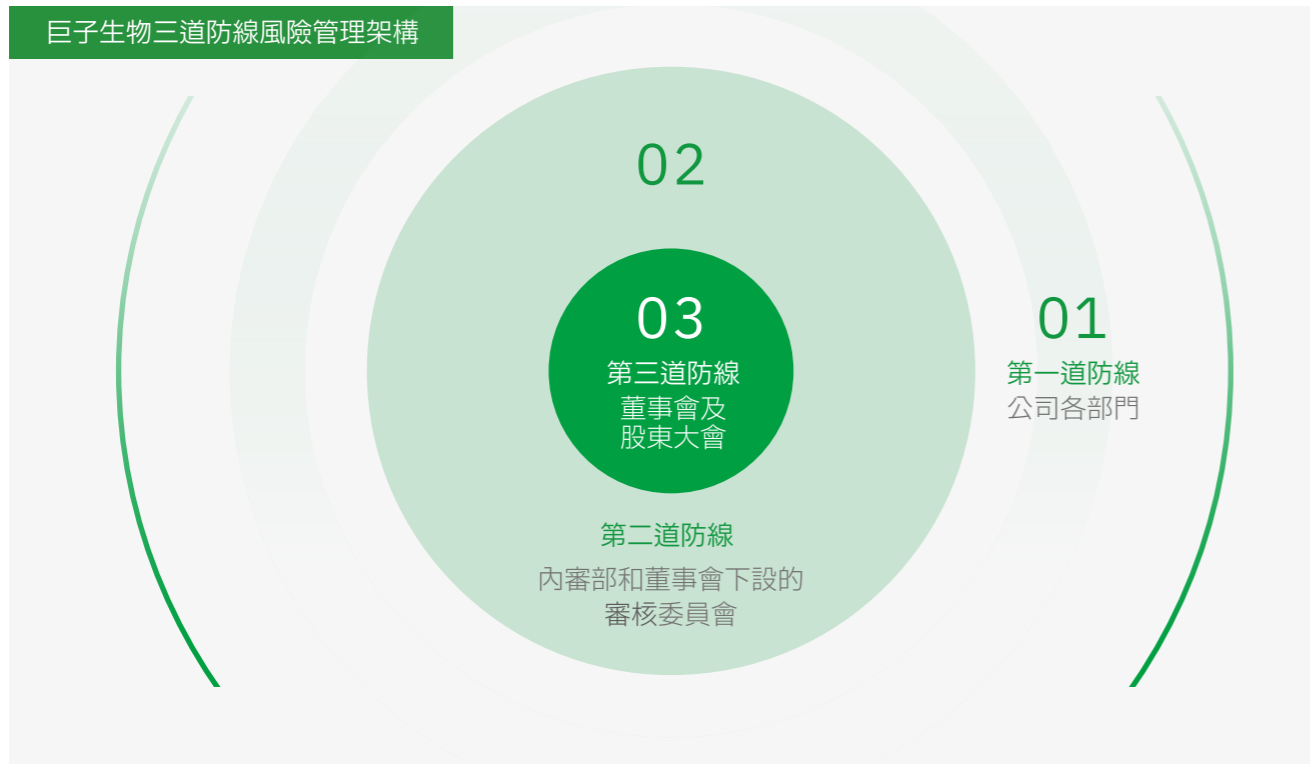 巨子生物三道防線風險管理架構
02
03
第三道防線
董事會及
股東大會
01
第一道防線
公司各部門
第二道防線
內審部和董事會下設的
審核委員會